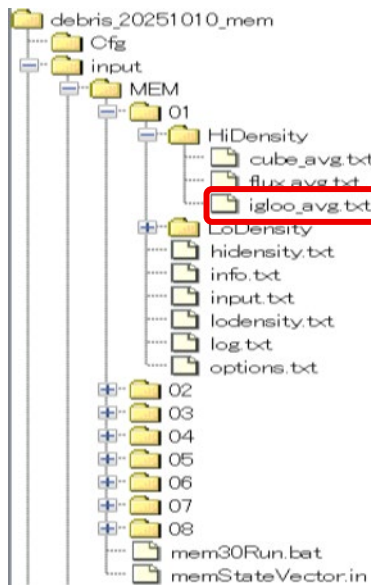 debris_20251010_mem
Cfg
input
MEM
01
HiDensity
cube_avg.txt
flux_avg.txt
igloo_avg.txt
LoDensity
hidensity.txt
info.txt
input.txt
lodensity.txt
log.txt
options.txt
02
03
04
05
06
07
08
mem30Run.bat
memStateVector.in